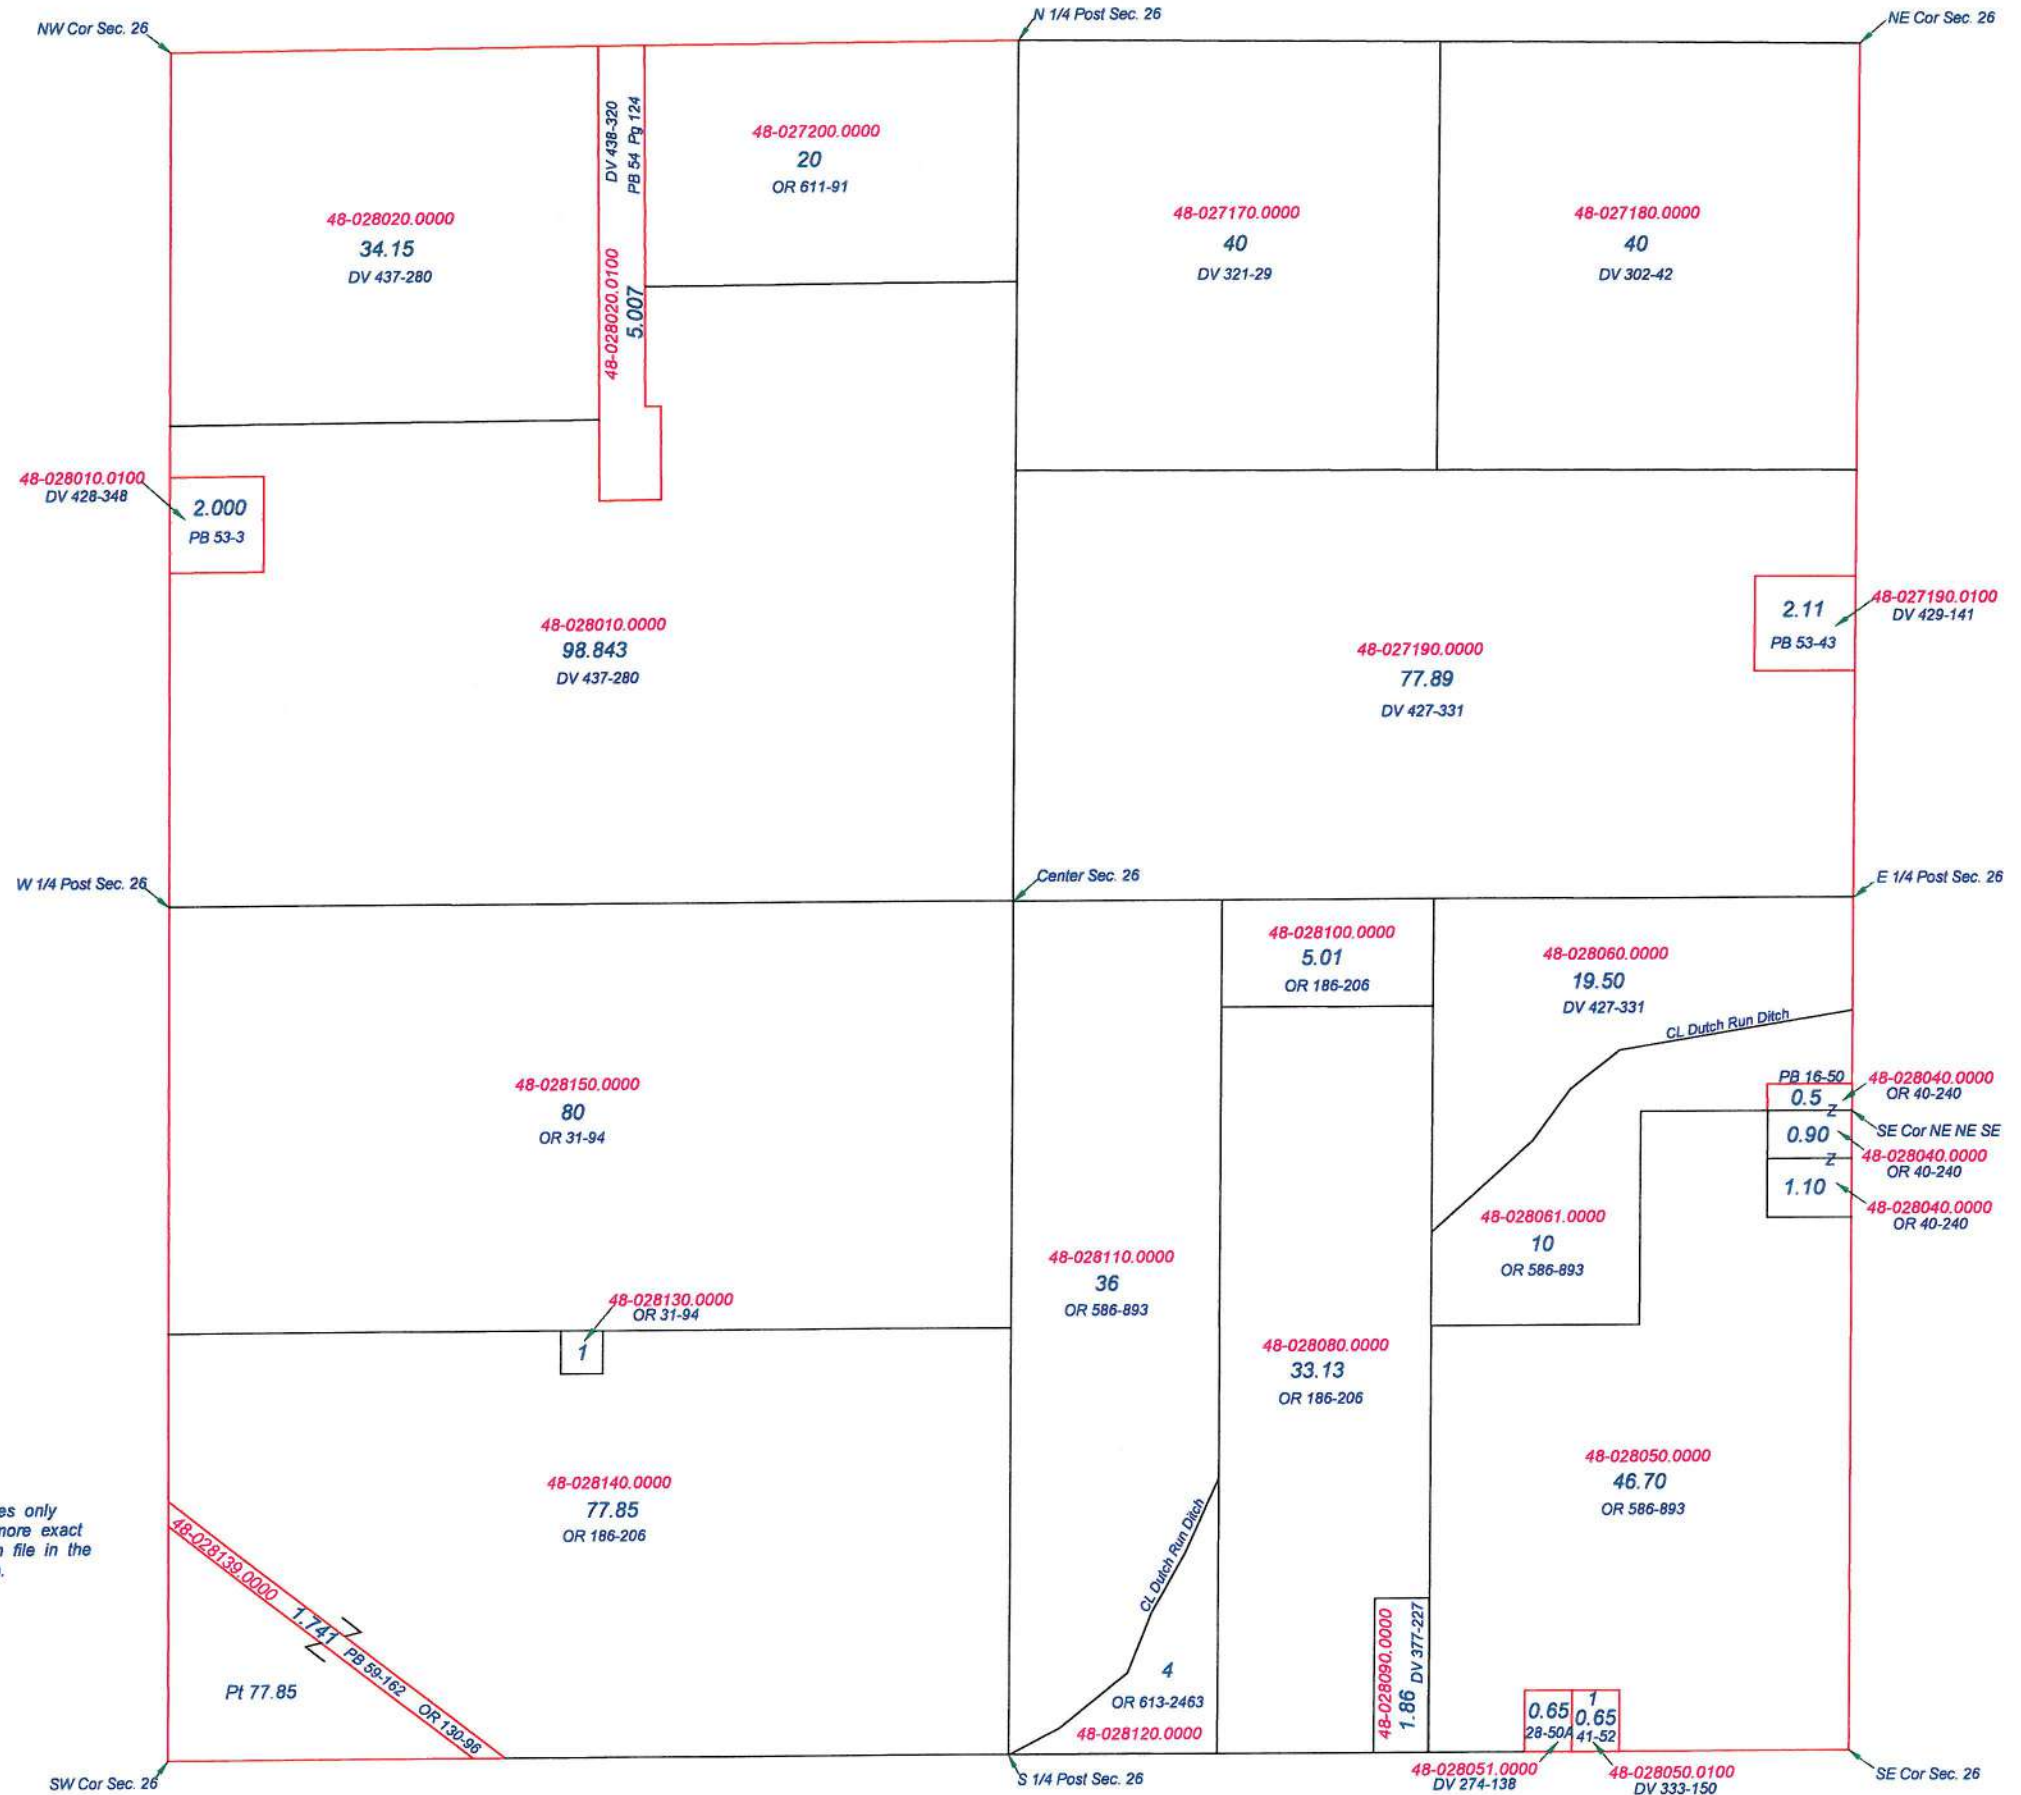 NW Cor Sec. 26
N 1/4 Post Sec. 26
NE Cor Sec. 26
48-028020.0000
34.15
DV 437-280
DV 438-320
PB 54 Pg 124
48-028020.0100
5.007
48-027200.0000
20
OR 611-91
48-027170.0000
40
DV 321-29
48-027180.0000
40
DV 302-42
48-028010.0100
DV 428-348
2.000
PB 53-3
48-028010.0000
98.843
DV 437-280
48-027190.0000
77.89
DV 427-331
2.11
PB 53-43
48-027190.0100
DV 429-141
W 1/4 Post Sec. 26
Center Sec. 26
E 1/4 Post Sec. 26
48-028150.0000
80
OR 31-94
48-028130.0000
OR 31-94
1
48-028100.0000
5.01
OR 186-206
48-028060.0000
19.50
DV 427-331
CL Dutch Run Ditch
PB 16-50
0.5
Z
48-028040.0000
OR 40-240
SE Cor NE NE SE
0.90
Z
48-028040.0000
OR 40-240
1.10
48-028040.0000
OR 40-240
48-028061.0000
10
OR 586-893
48-028110.0000
36
OR 586-893
48-028080.0000
33.13
OR 186-206
48-028050.0000
46.70
OR 586-893
48-028140.0000
77.85
OR 186-206
es only
more exact
file in the
48-028139.0000
1.741
PB 59-162
OR 130-96
Pt 77.85
CL Dutch Run Ditch
4
OR 613-2463
48-028120.0000
48-028090.0000
1.86
DV 377-227
0.65
28-50A
1
0.65
41-52
48-028051.0000
DV 274-138
48-028050.0100
DV 333-150
SW Cor Sec. 26
S 1/4 Post Sec. 26
SE Cor Sec. 26